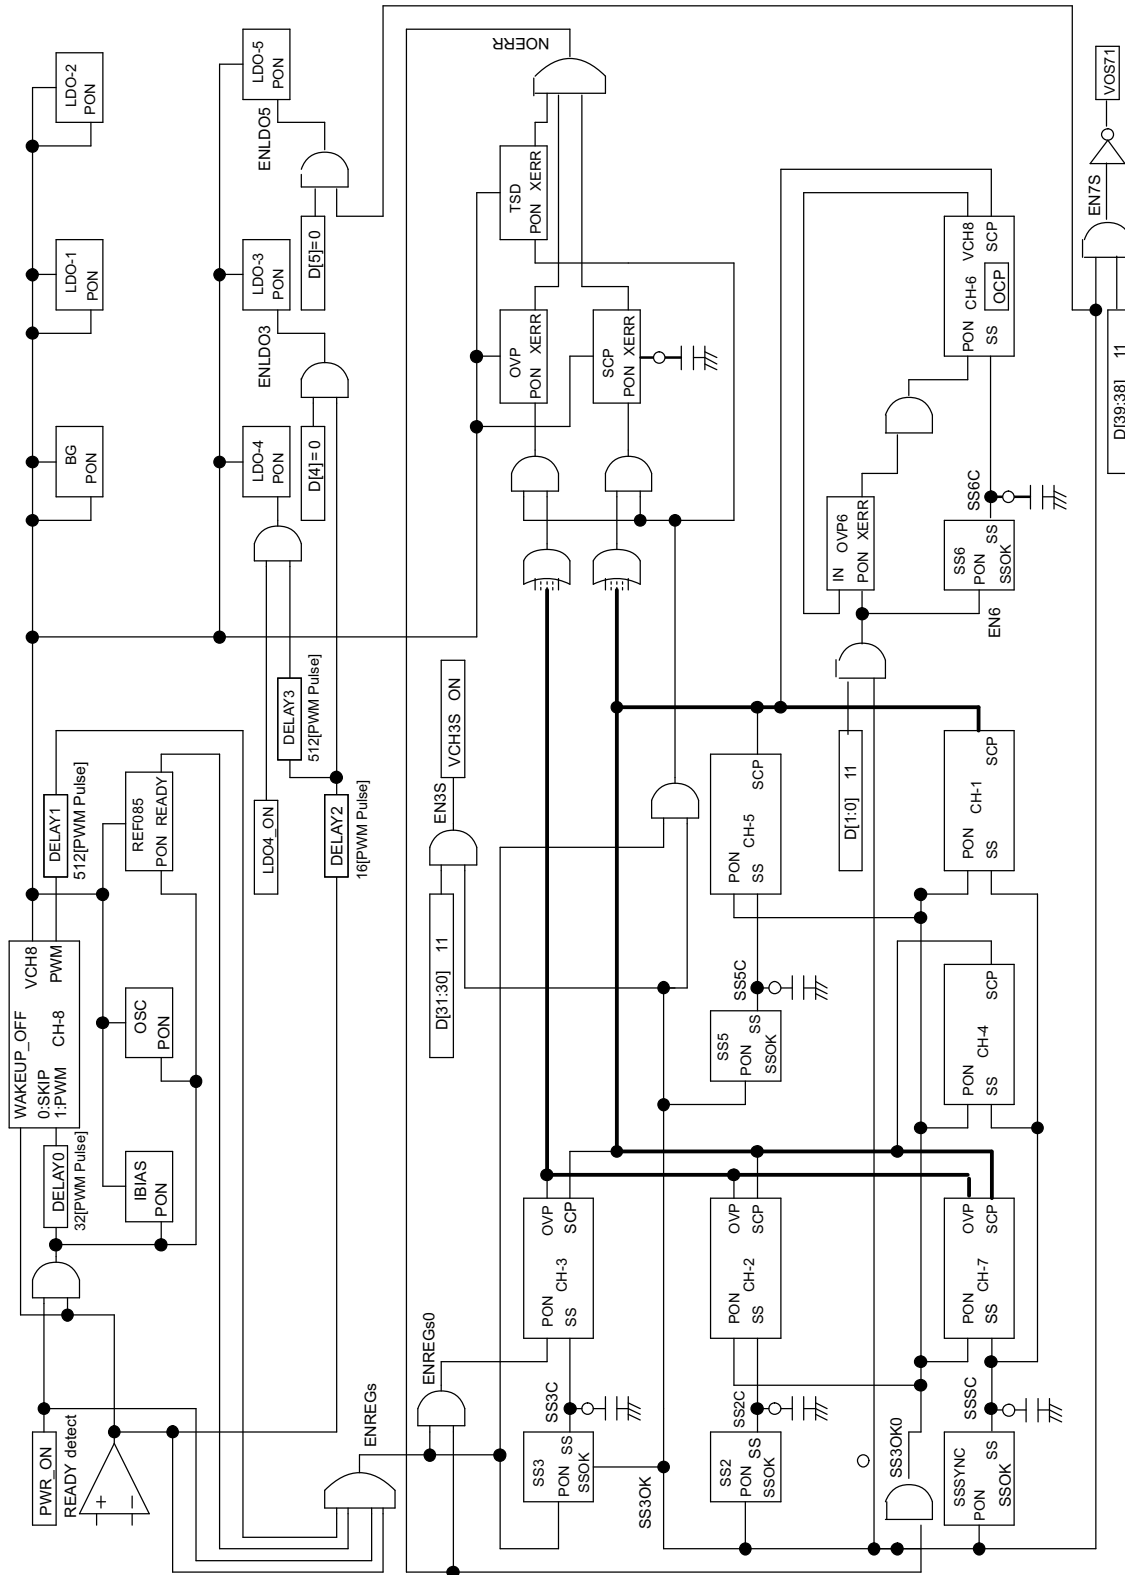 LDO-2
PON
LDO-1
PON
BG
PON
LDO-5
PON
ENLDO5
D[5]=0
LDO-3
PON
ENLDO3
D[4]=0
LDO-4
PON
NOERR
TSD
PON XERR
OVP
PON XERR
SCP
PON XERR
VOS71
EN7S
D[39:38] 11
VCH8
CH-6
PON
SCP
SS
OCP
IN OVP6
PON XERR
SS6C
SS6
PON
SS
SSOK
EN6
D[1:0] 11
WAKEUP_OFF
VCH8
0:SKIP
1:PWM
CH-8
PWM
DELAY1
512[PWM Pulse]
DELAY0
32[PWM Pulse]
REF085
PON READY
OSC
PON
IBIAS
PON
DELAY3
512[PWM Pulse]
LDO4_ON
DELAY2
16[PWM Pulse]
VCH3S ON
EN3S
D[31:30] 11
PWR_ON
READY detect
+
−
ENREGs
ENREGs0
CH-5
PON
SS
SCP
SS5C
SS5
PON
SS
SSOK
CH-1
PON
SS
SCP
CH-4
PON
SS
SCP
OVP
SCP
CH-3
PON
SS
SS3C
SS3
PON
SS
SSOK
SS3OK
OVP
SCP
CH-2
PON
SS
SS2C
SS2
PON
SS
SSOK
OVP
SCP
CH-7
PON
SS
SSSC
SS3OK0
SSSYNC
PON
SS
SSOK